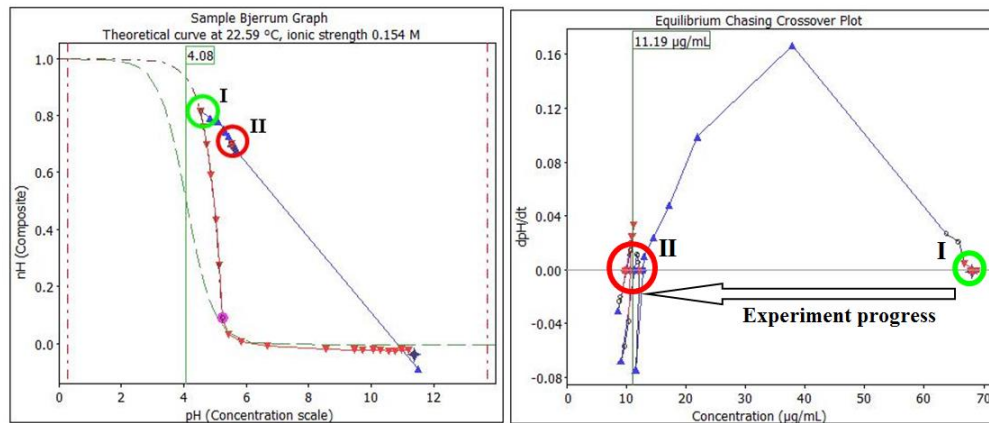 Sample Bjerrum Graph
Theoretical curve at 22.59 ºC, ionic strength 0.154 M
4.08
I
II
nH (Composite)
1.0
0.8
0.6
0.4
0.2
0.0
0 2 4 6 8 10 12
pH (Concentration scale)
Equilibrium Chasing Crossover Plot
11.19 µg/mL
dpH/dt
0.16
0.12
0.08
0.04
0.00
-0.04
-0.08
II
I
Experiment progress
0 10 20 30 40 50 60 70
Concentration (µg/mL)